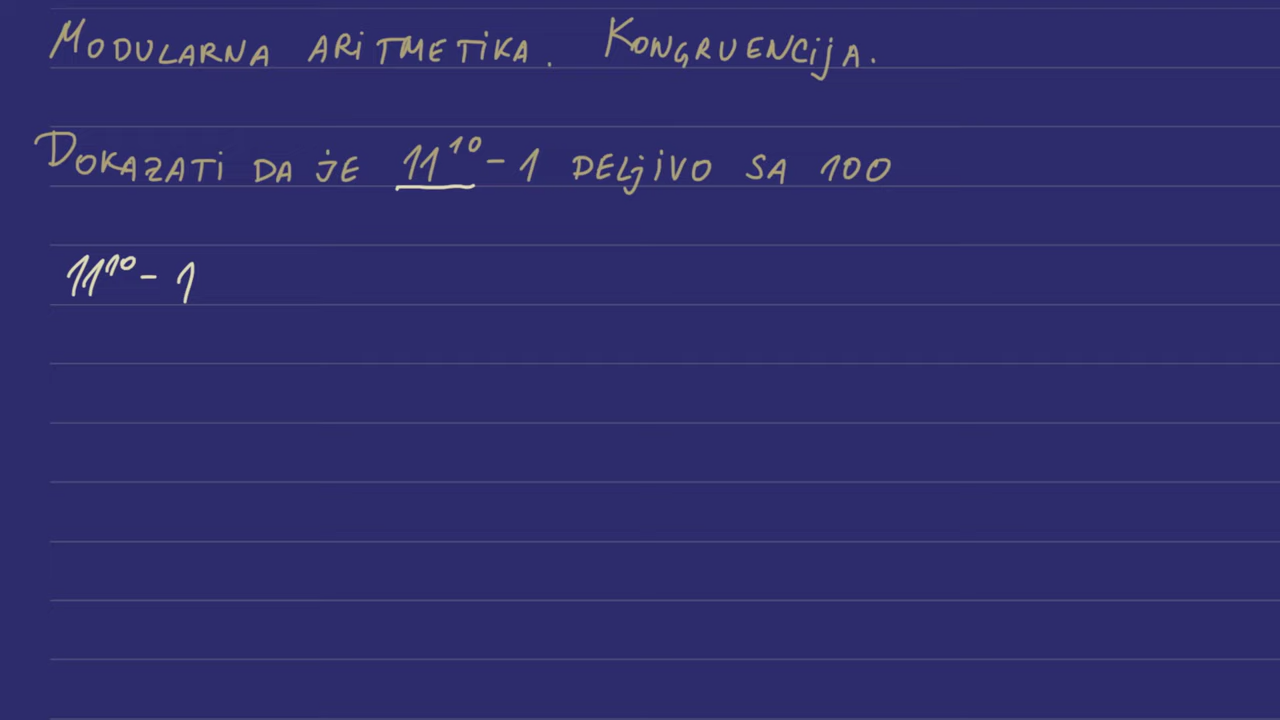 MODULARNA ARiTMETiKA. KONGRUENCijA.
DOKAZATi DA JE 11¹⁰-1 DELjiVO SA 100
11¹⁰- 1